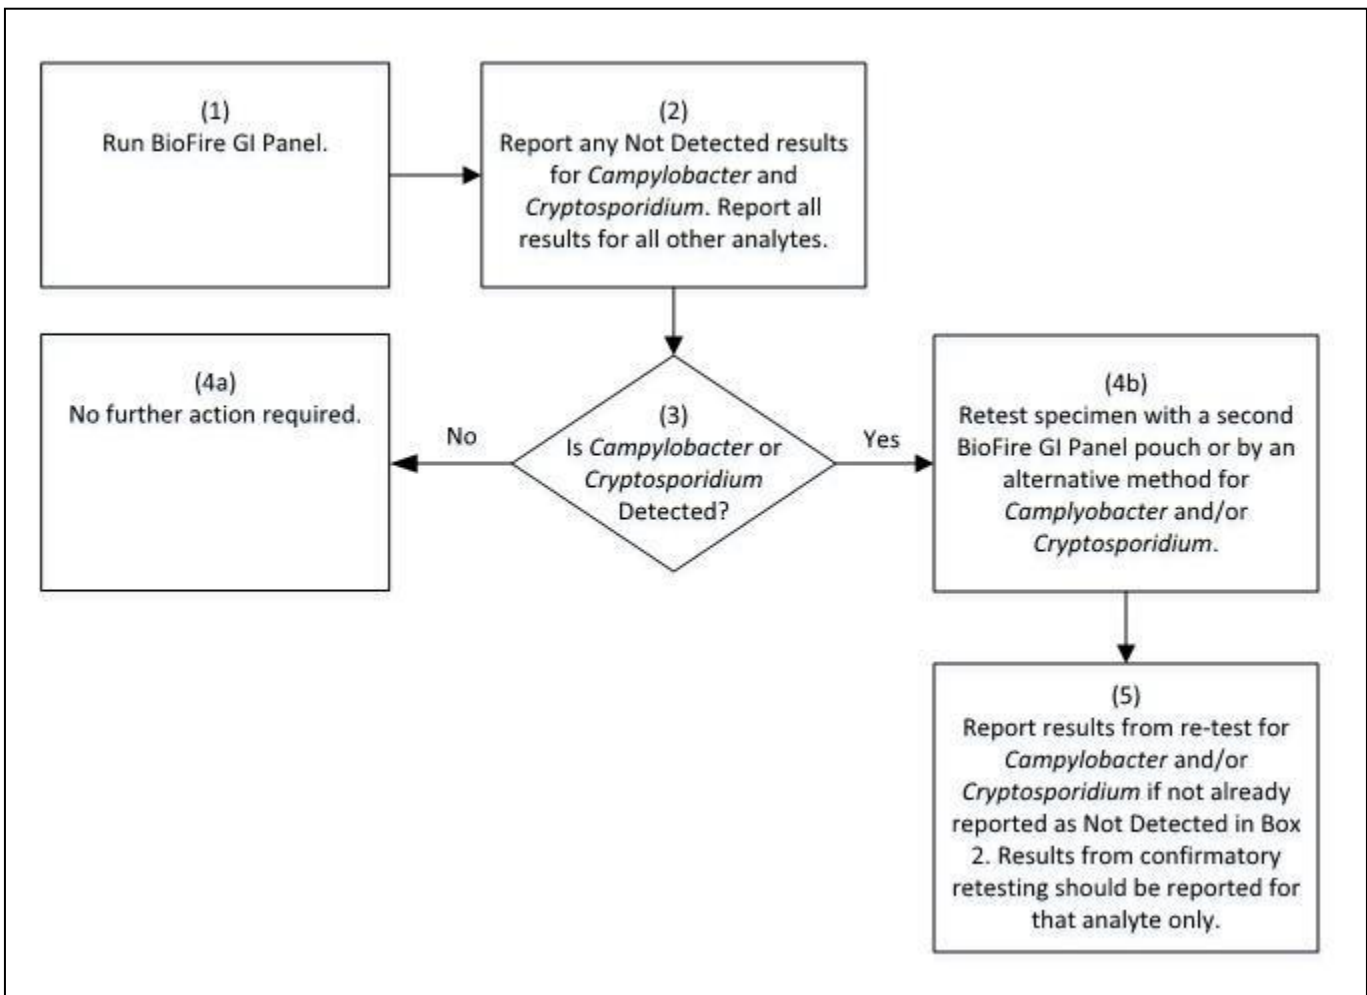 (1)
Run BioFire GI Panel.
(2)
Report any Not Detected results
for Campylobacter and
Cryptosporidium. Report all
results for all other analytes.
(4a)
No further action required.
No
(3)
Is Campylobacter or
Cryptosporidium
Detected?
Yes
(4b)
Retest specimen with a second
BioFire GI Panel pouch or by an
alternative method for
Camplyobacter and/or
Cryptosporidium.
(5)
Report results from re-test for
Campylobacter and/or
Cryptosporidium if not already
reported as Not Detected in Box
2. Results from confirmatory
retesting should be reported for
that analyte only.